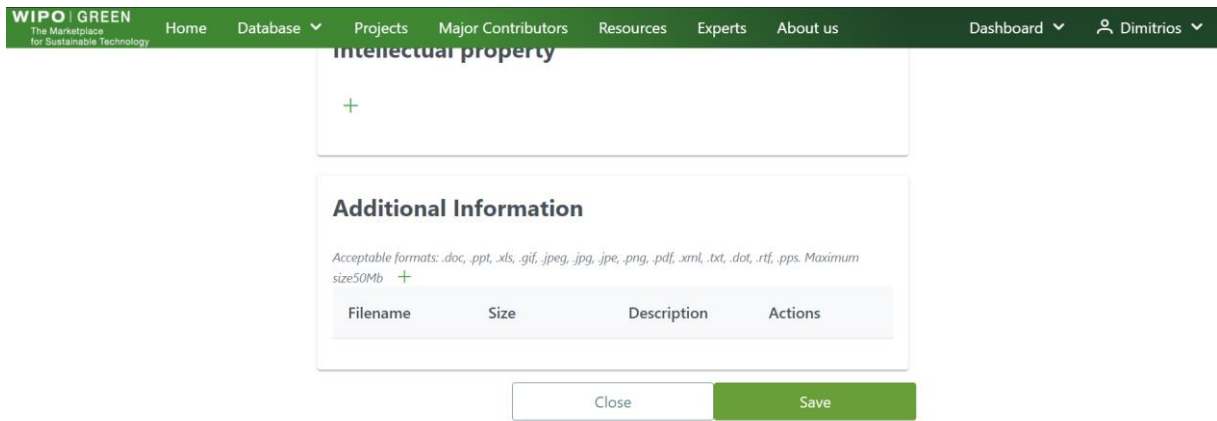 WIPO | GREEN
The Marketplace
for Sustainable Technology
Home Database Projects Major Contributors Resources Experts About us Dashboard Dimitrios
Intellectual property
+
Additional Information
Acceptable formats: .doc, .ppt, .xls, .gif, .jpeg, .jpg, .jpe, .png, .pdf, .xml, .txt, .dot, .rtf, .pps. Maximum
size50Mb +
Filename Size Description Actions
Close Save